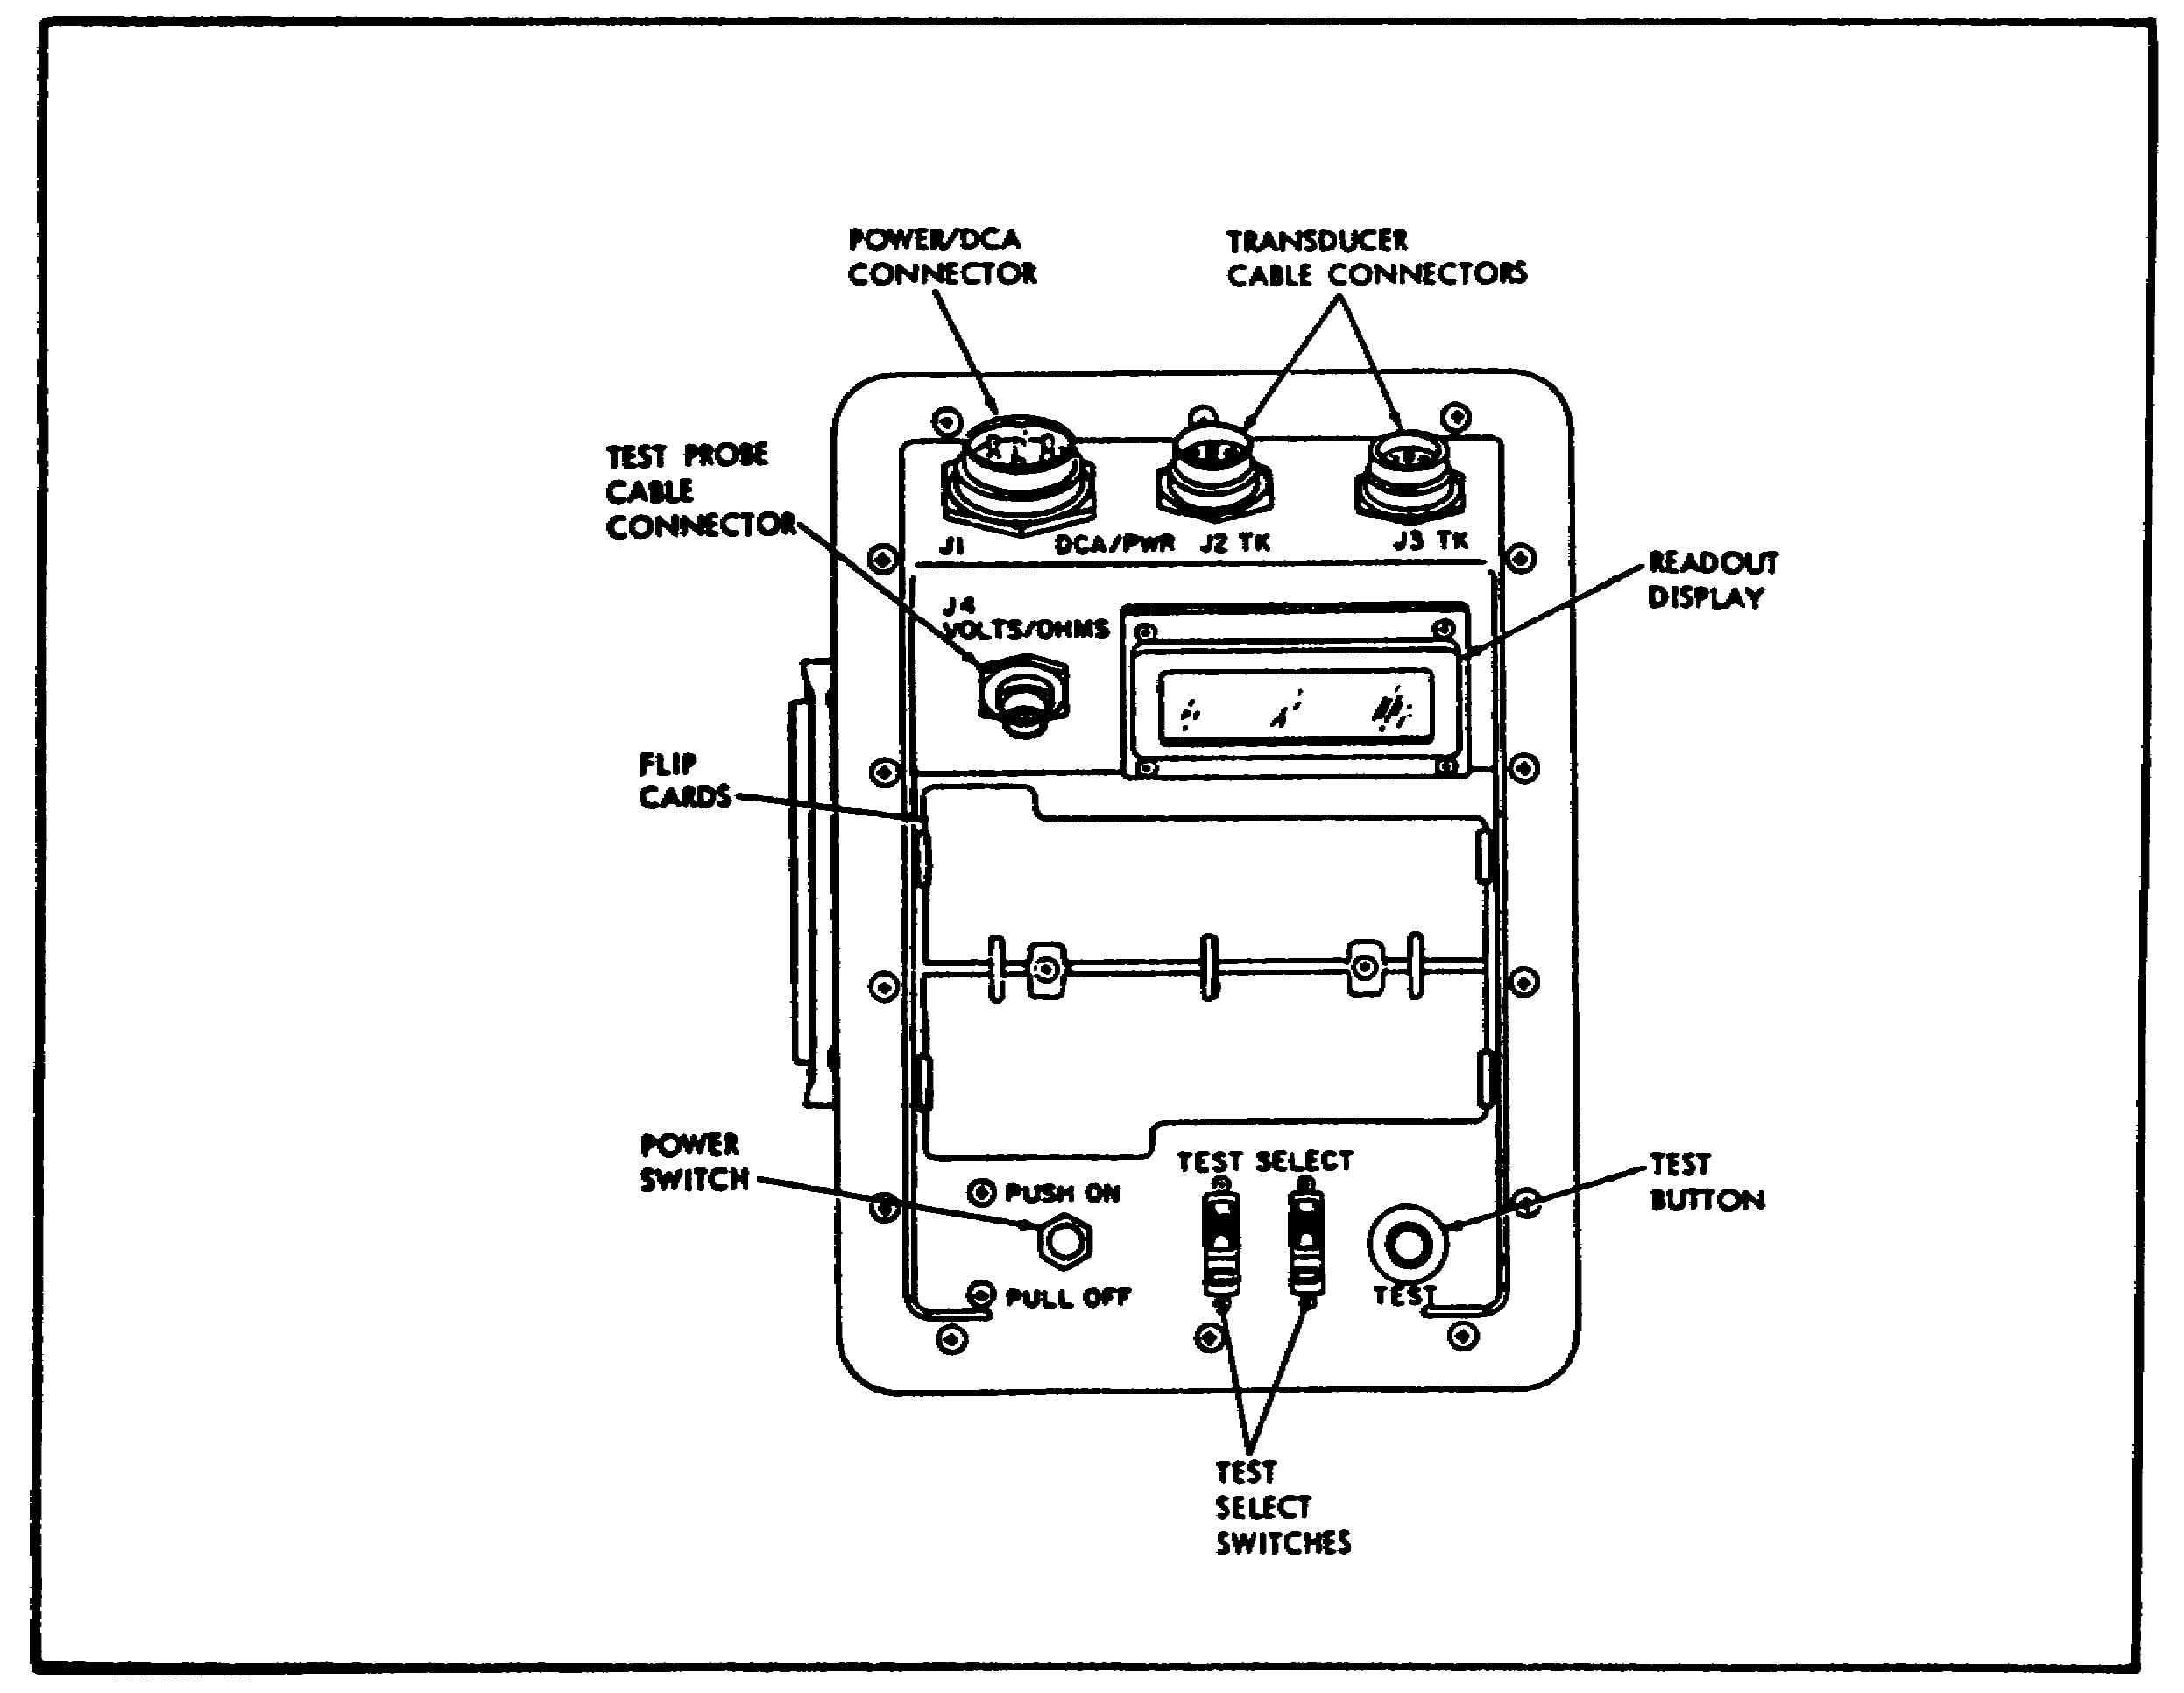 POWER/DCA
CONNECTOR
TRANSDUCER
CABLE CONNECTORS
TEST PROBE
CABLE
CONNECTOR
J1
DCA/PWR
J2 TK
J3 TK
READOUT
DISPLAY
J4
VOLTS/OHMS
FLIP
CARDS
POWER
SWITCH
PUSH ON
TEST SELECT
TEST
BUTTON
PULL OFF
TEST
TEST
SELECT
SWITCHES